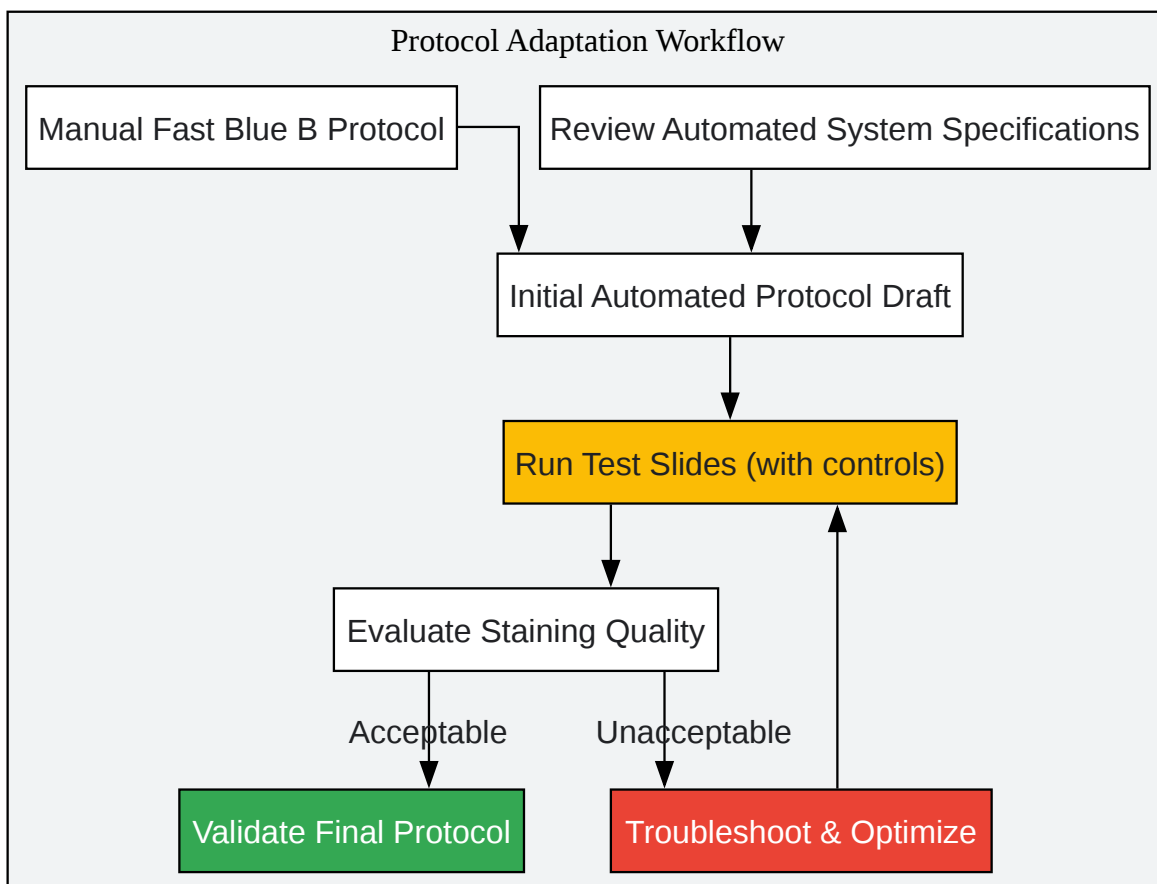 Protocol Adaptation Workflow
Manual Fast Blue B Protocol
Review Automated System Specifications
Initial Automated Protocol Draft
Run Test Slides (with controls)
Evaluate Staining Quality
Acceptable
Unacceptable
Validate Final Protocol
Troubleshoot & Optimize